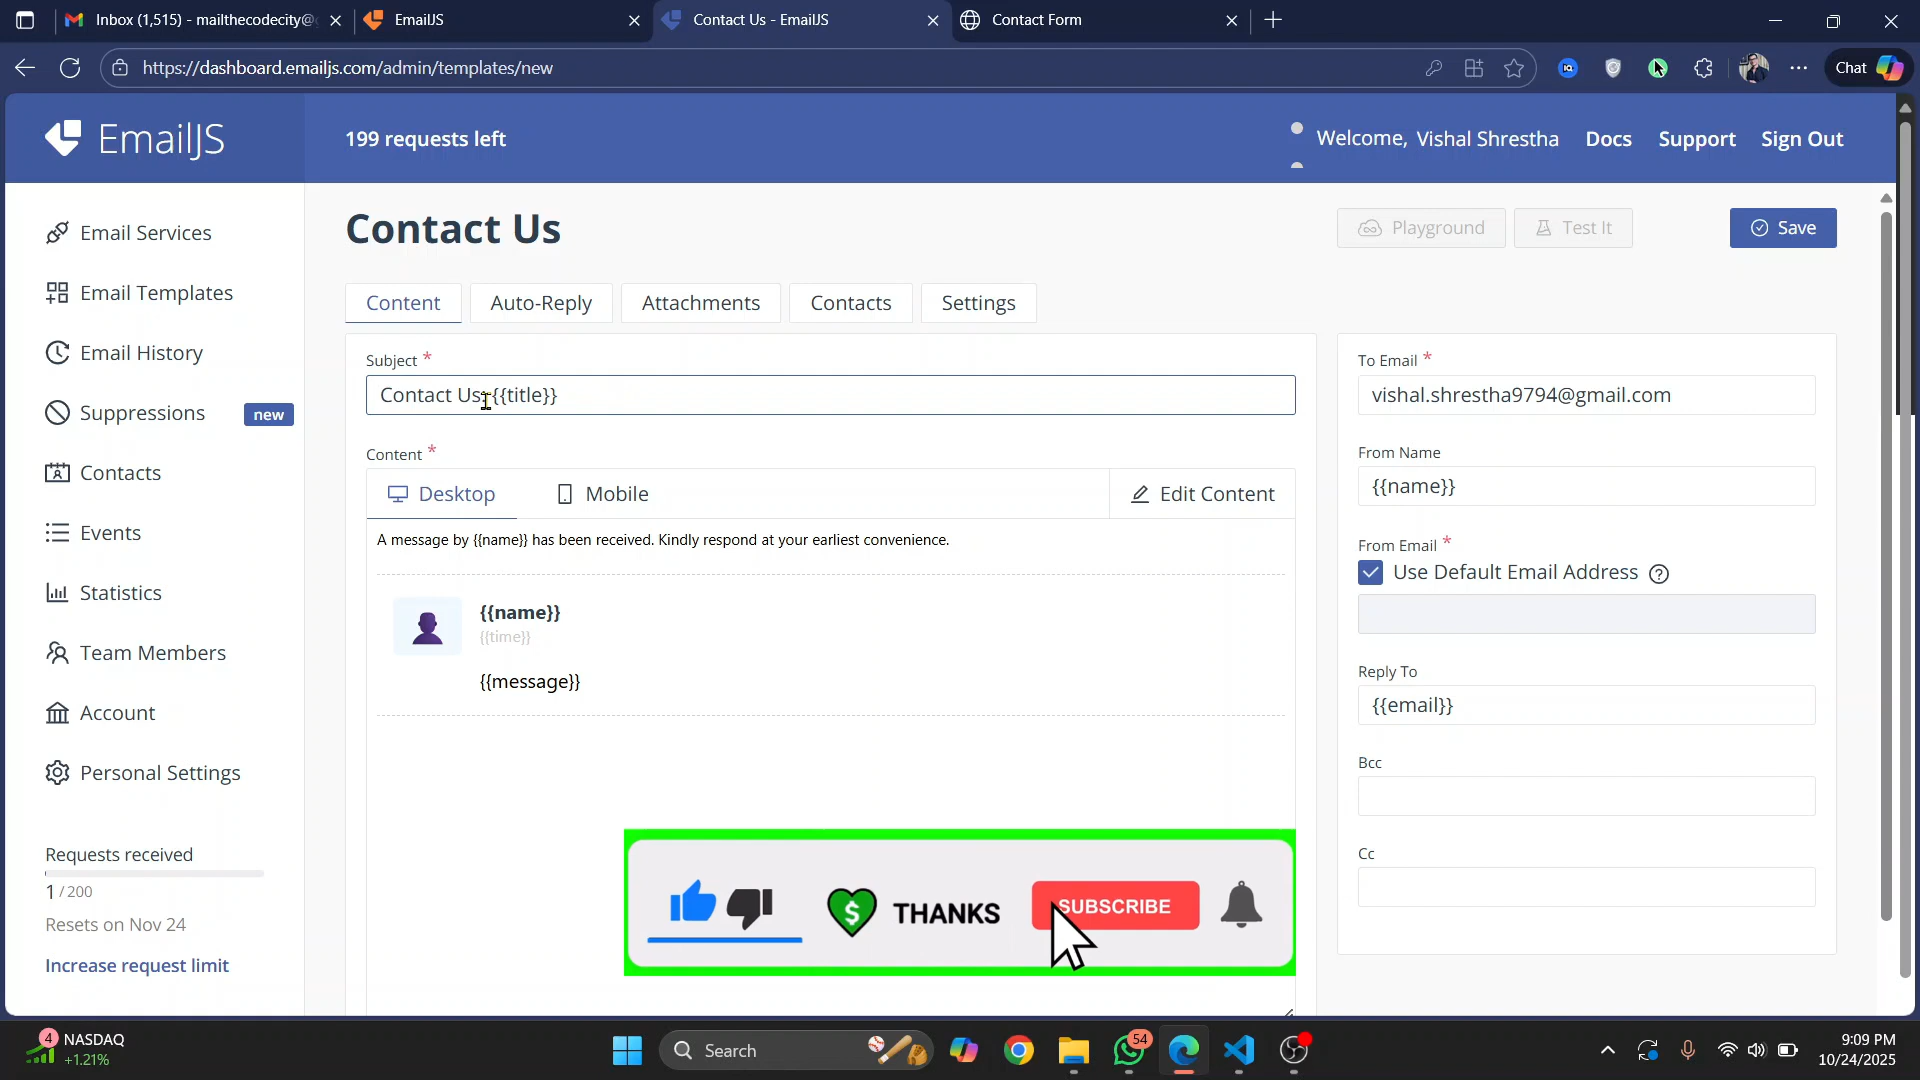 Inbox (1,515) - mailthecodecity@
EmailJS
Contact Us - EmailJS
Contact Form
https://dashboard.emailjs.com/admin/templates/new
Chat
EmailJS
199 requests left
Welcome, Vishal Shrestha
Docs
Support
Sign Out
Email Services
Email Templates
Email History
Suppressions
new
Contacts
Events
Statistics
Team Members
Account
Personal Settings
Requests received
1 / 200
Resets on Nov 24
Increase request limit
Contact Us
Playground
Test It
Save
Content
Auto-Reply
Attachments
Contacts
Settings
Subject *
Contact Us: {{title}}
Content *
Desktop
Mobile
Edit Content
A message by {{name}} has been received. Kindly respond at your earliest convenience.
{{name}}
{{time}}
{{message}}
THANKS
SUBSCRIBE
To Email *
vishal.shrestha9794@gmail.com
From Name
{{name}}
From Email *
Use Default Email Address
Reply To
{{email}}
Bcc
Cc
4
NASDAQ
+1.21%
Search
54
9:09 PM
10/24/2025